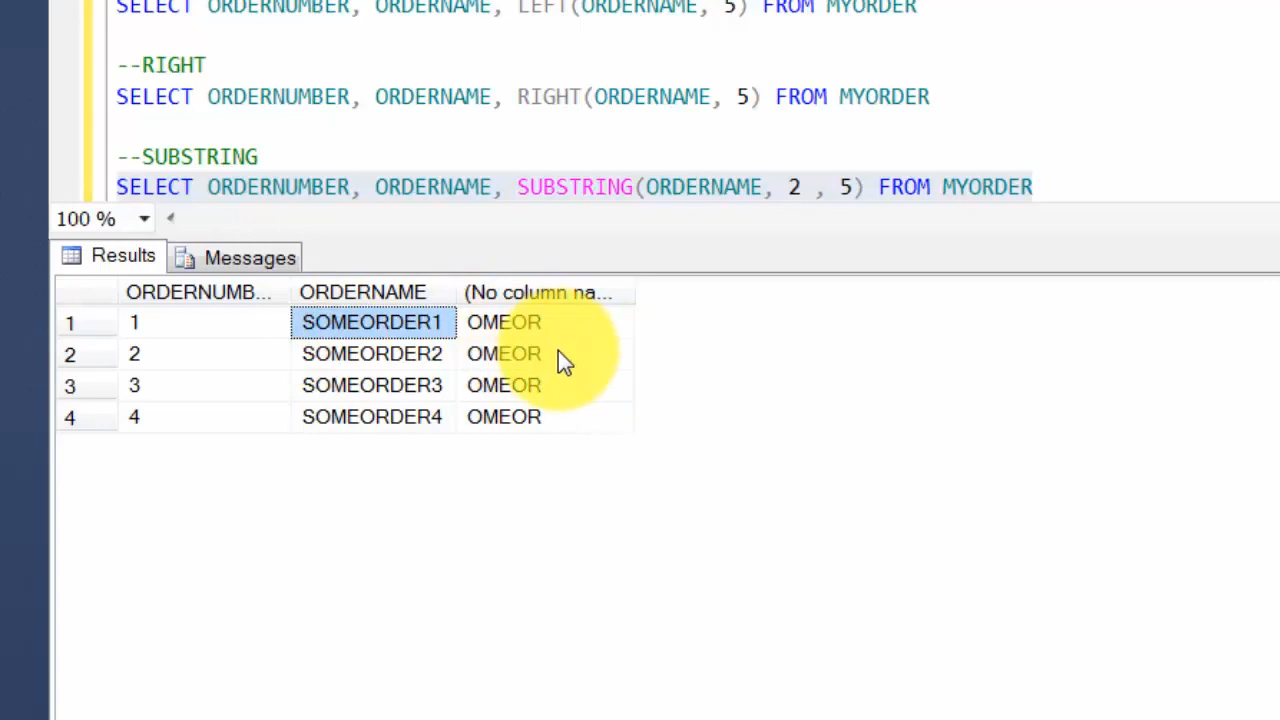 SELECT ORDERNUMBER, ORDERNAME, LEFT(ORDERNAME, 5) FROM MYORDER
--RIGHT
SELECT ORDERNUMBER, ORDERNAME, RIGHT(ORDERNAME, 5) FROM MYORDER
--SUBSTRING
SELECT ORDERNUMBER, ORDERNAME, SUBSTRING(ORDERNAME, 2 , 5) FROM MYORDER
100 %
Results Messages
ORDERNUMB... ORDERNAME (No column na...
1 1 SOMEORDER1 OMEOR
2 2 SOMEORDER2 OMEOR
3 3 SOMEORDER3 OMEOR
4 4 SOMEORDER4 OMEOR